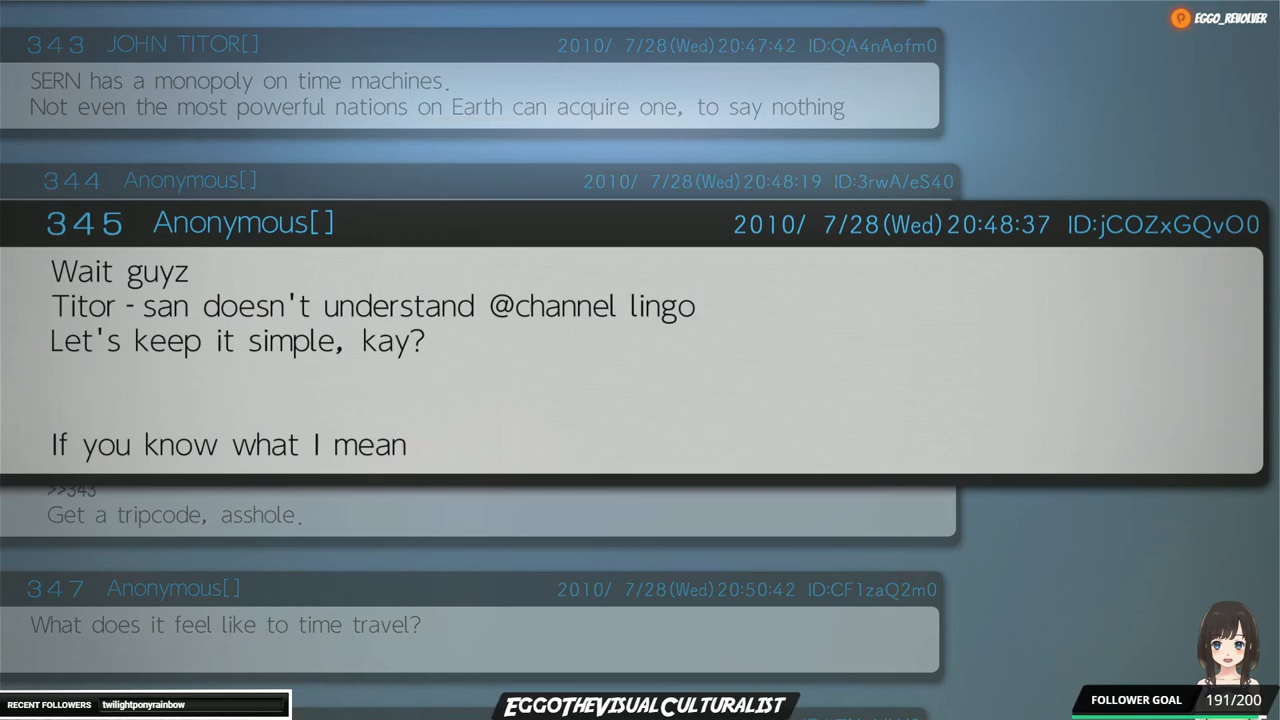 EGGO_REVOLVER
343 JOHN TITOR[] 2010/ 7/28(Wed)20:47:42 ID:QA4nAofm0
SERN has a monopoly on time machines.
Not even the most powerful nations on Earth can acquire one, to say nothing
344 Anonymous[] 2010/ 7/28(Wed)20:48:19 ID:3rwA/eS40
345 Anonymous[] 2010/ 7/28(Wed)20:48:37 ID:jCOZxGQvO0
Wait guyz
Titor-san doesn't understand @channel lingo
Let's keep it simple, kay?
If you know what I mean
>>343
Get a tripcode, asshole.
347 Anonymous[] 2010/ 7/28(Wed)20:50:42 ID:CF1zaQ2m0
What does it feel like to time travel?
RECENT FOLLOWERS twilightponyrainbow
EGGOTHEVISUALCULTURALIST
FOLLOWER GOAL 191/200